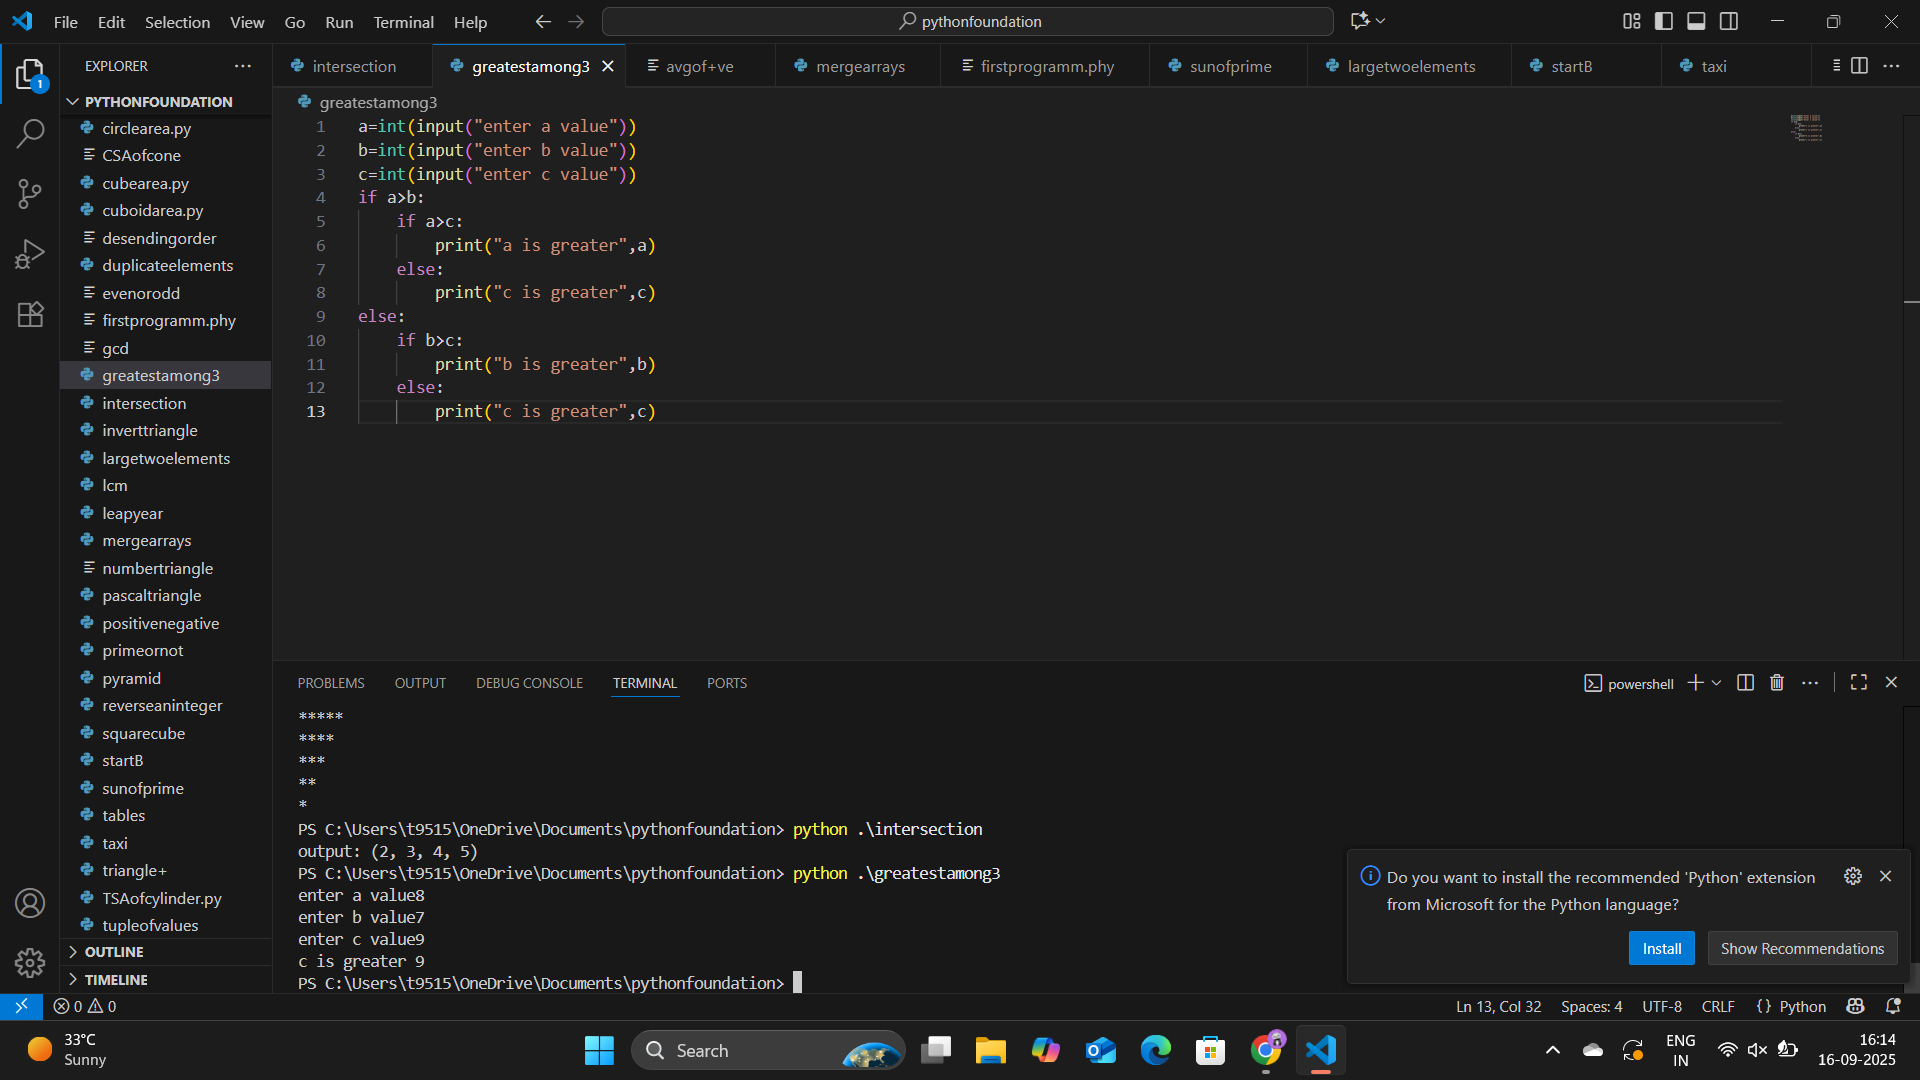 File Edit Selection View Go Run Terminal Help
pythonfoundation
EXPLORER
1
PYTHONFOUNDATION
circlearea.py
CSAofcone
cubearea.py
cuboidarea.py
desendingorder
duplicateelements
evenorodd
firstprogramm.phy
gcd
greatestamong3
intersection
inverttriangle
largetwoelements
lcm
leapyear
mergearrays
numbertriangle
pascaltriangle
positivenegative
primeornot
pyramid
reverseaninteger
squarecube
startB
sunofprime
tables
taxi
triangle+
TSAofcylinder.py
tupleofvalues
OUTLINE
TIMELINE
intersection greatestamong3 avgof+ve mergearrays firstprogramm.phy sunofprime largetwoelements startB taxi
greatestamong3
1 a=int(input("enter a value"))
2 b=int(input("enter b value"))
3 c=int(input("enter c value"))
4 if a>b:
5     if a>c:
6         print("a is greater",a)
7     else:
8         print("c is greater",c)
9 else:
10     if b>c:
11         print("b is greater",b)
12     else:
13         print("c is greater",c)
PROBLEMS OUTPUT DEBUG CONSOLE TERMINAL PORTS
powershell
*****
****
***
**
*
PS C:\Users\t9515\OneDrive\Documents\pythonfoundation> python .\intersection
output: (2, 3, 4, 5)
PS C:\Users\t9515\OneDrive\Documents\pythonfoundation> python .\greatestamong3
enter a value8
enter b value7
enter c value9
c is greater 9
PS C:\Users\t9515\OneDrive\Documents\pythonfoundation>
Do you want to install the recommended 'Python' extension
from Microsoft for the Python language?
Install Show Recommendations
0 0
Ln 13, Col 32 Spaces: 4 UTF-8 CRLF {} Python
33°C
Sunny
Search
ENG
IN
16:14
16-09-2025